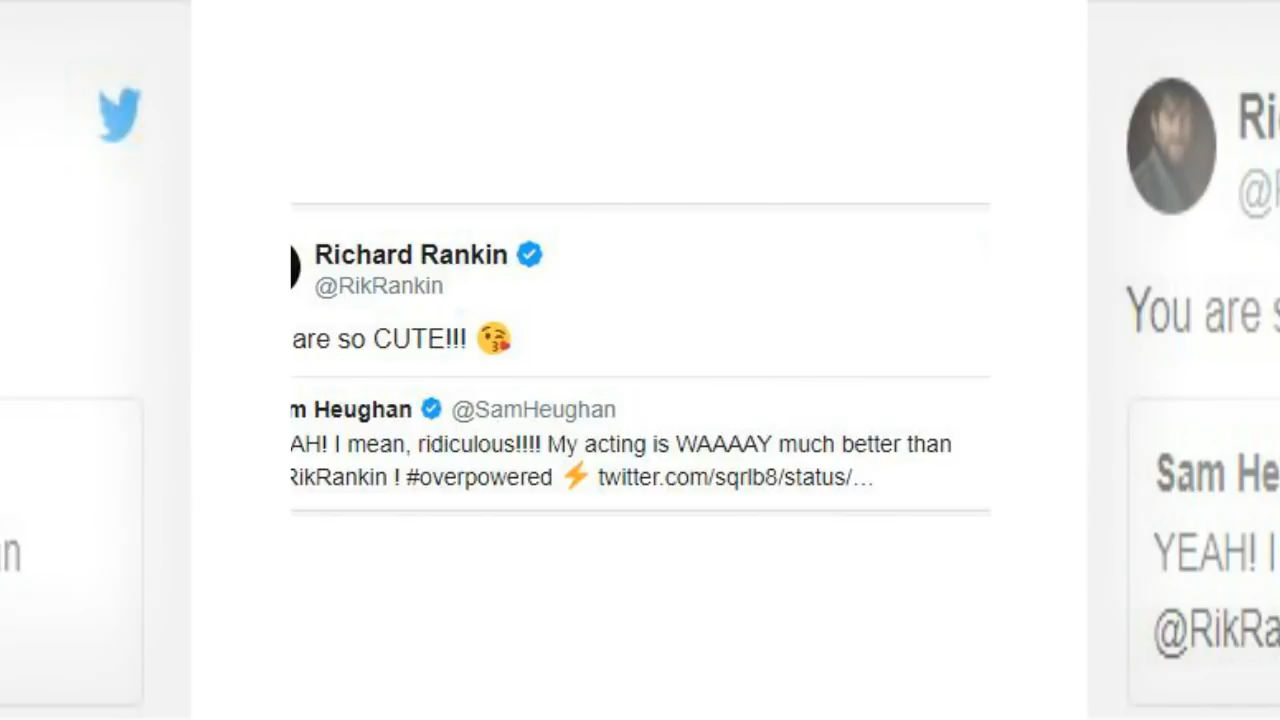 Richard Rankin
@RikRankin
are so CUTE!!! 😘
m Heughan @SamHeughan
AH! I mean, ridiculous!!!! My acting is WAAAAY much better than
RikRankin ! #overpowered ⚡ twitter.com/sqrlb8/status/…
n
Ri
@R
You are s
Sam He
YEAH! I
@RikRa